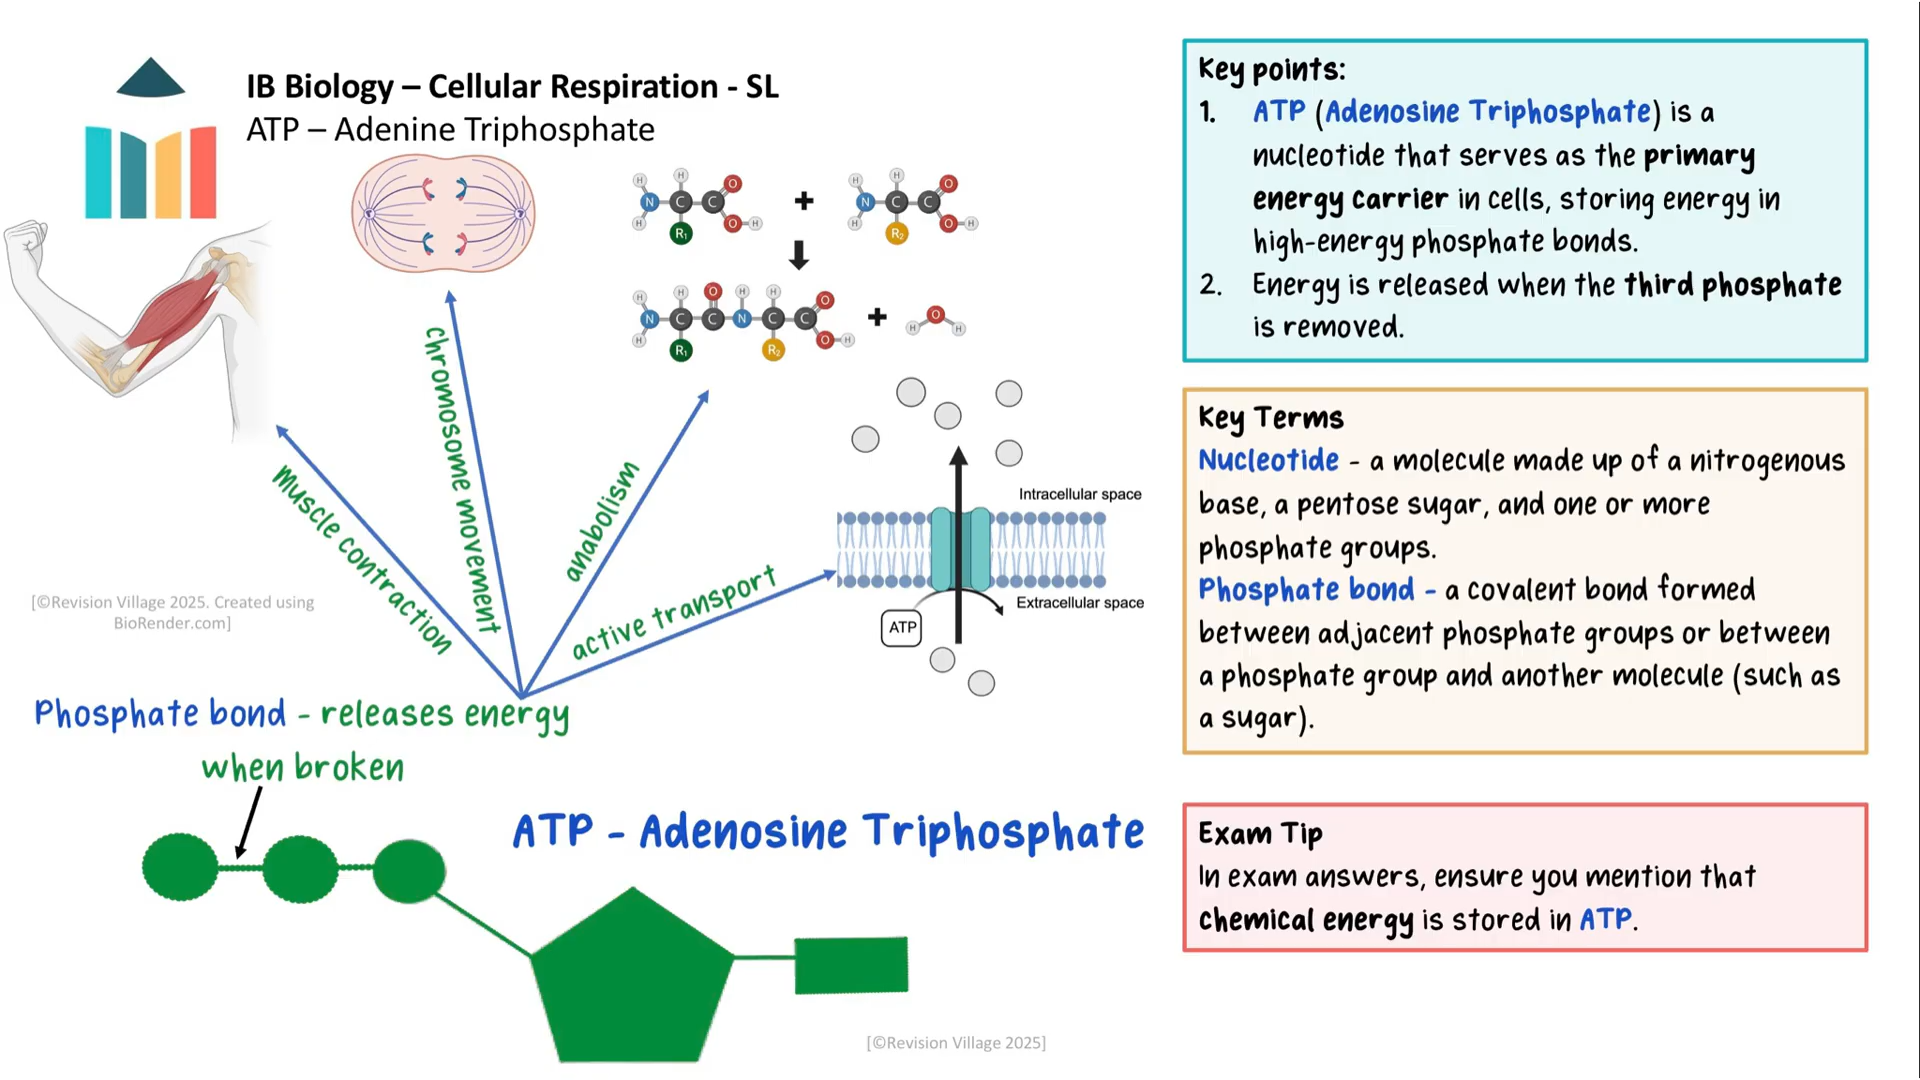 IB Biology – Cellular Respiration - SL
ATP – Adenine Triphosphate
H H O H H O
H N C C + H N C C
H R₁ O H H R₂ O H
H H O H H O
H N C C N C C + O
H R₁ R₂ O H H H
muscle contraction
chromosome movement
anabolism
active transport
Intracellular space
Extracellular space
ATP
[©Revision Village 2025. Created using
BioRender.com]
Phosphate bond - releases energy
when broken
ATP - Adenosine Triphosphate
[©Revision Village 2025]
Key points:
1. ATP (Adenosine Triphosphate) is a
nucleotide that serves as the primary
energy carrier in cells, storing energy in
high-energy phosphate bonds.
2. Energy is released when the third phosphate
is removed.
Key Terms
Nucleotide - a molecule made up of a nitrogenous
base, a pentose sugar, and one or more
phosphate groups.
Phosphate bond - a covalent bond formed
between adjacent phosphate groups or between
a phosphate group and another molecule (such as
a sugar).
Exam Tip
In exam answers, ensure you mention that
chemical energy is stored in ATP.